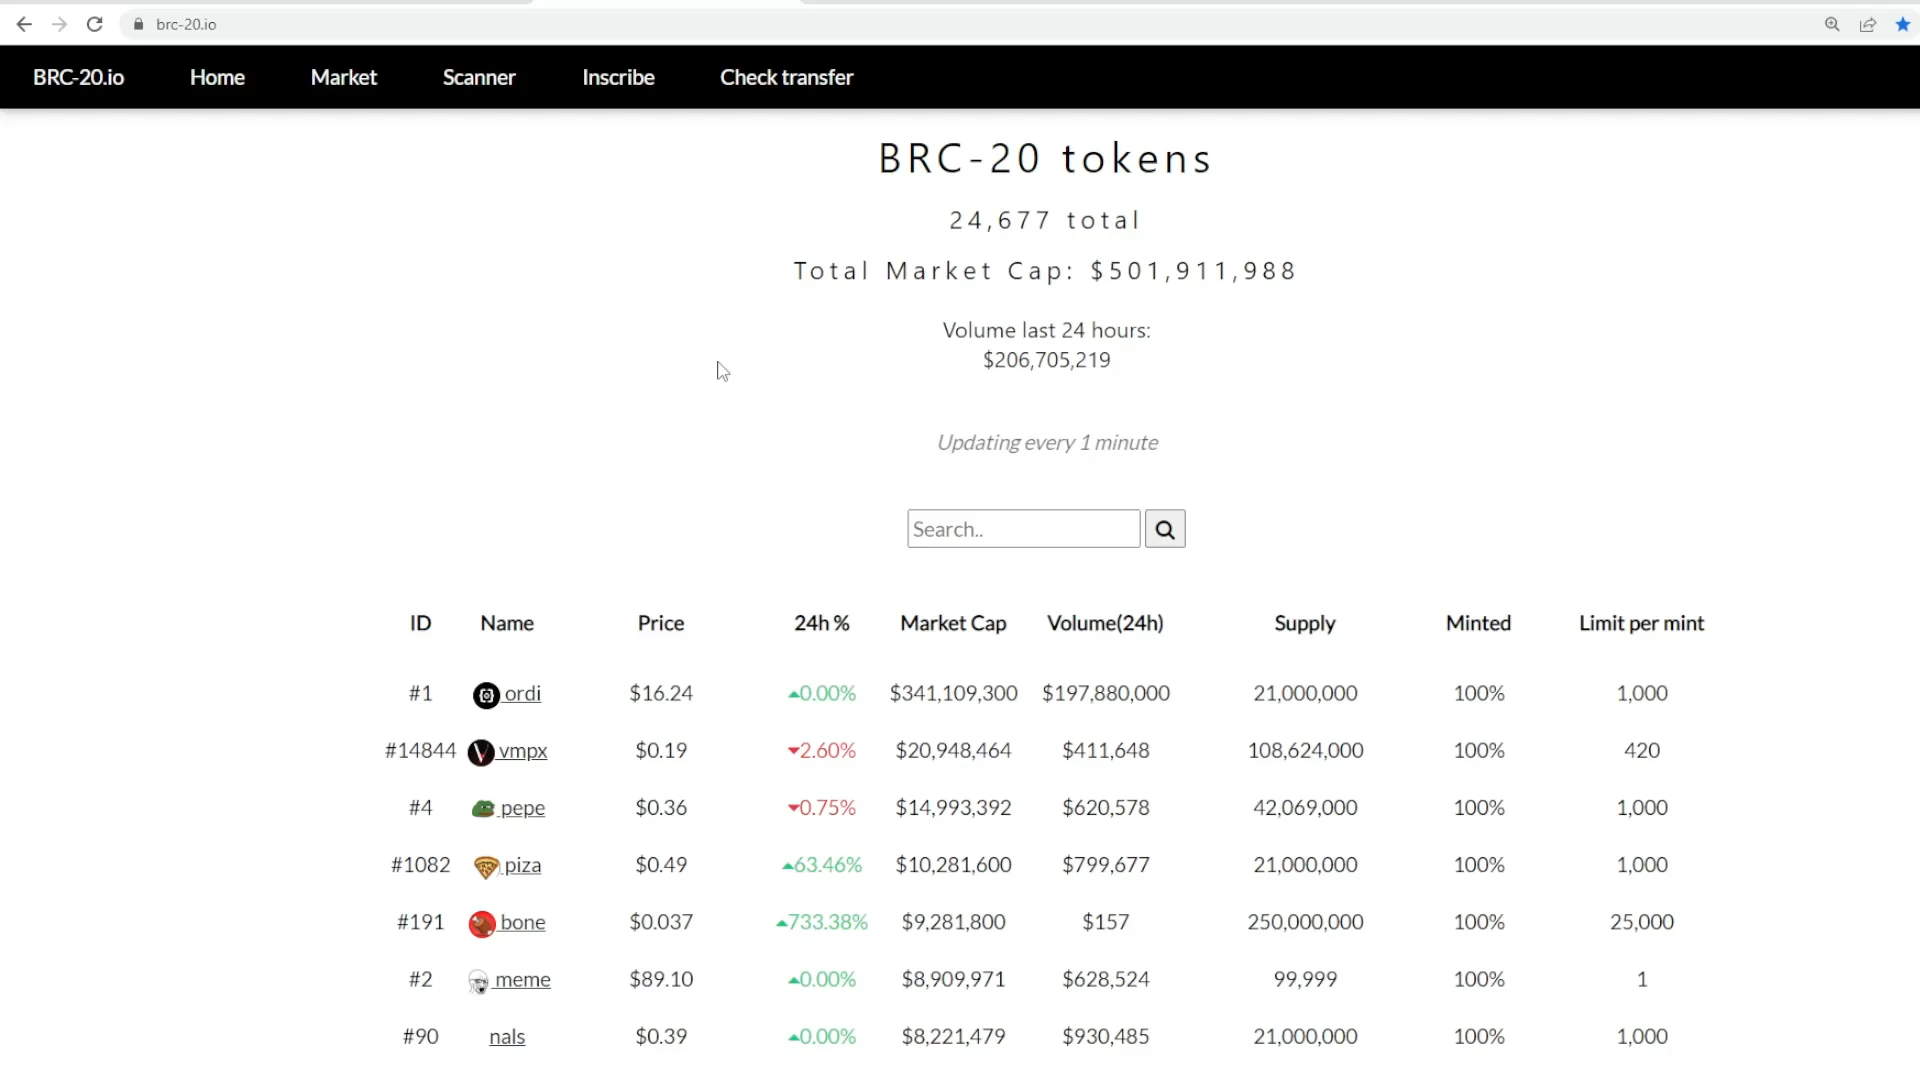 brc-20.io
BRC-20.io Home Market Scanner Inscribe Check transfer
BRC-20 tokens
24,677 total
Total Market Cap: $501,911,988
Volume last 24 hours:
$206,705,219
Updating every 1 minute
Search..
ID Name Price 24h % Market Cap Volume(24h) Supply Minted Limit per mint
#1 ordi $16.24 0.00% $341,109,300 $197,880,000 21,000,000 100% 1,000
#14844 vmpx $0.19 2.60% $20,948,464 $411,648 108,624,000 100% 420
#4 pepe $0.36 0.75% $14,993,392 $620,578 42,069,000 100% 1,000
#1082 piza $0.49 63.46% $10,281,600 $799,677 21,000,000 100% 1,000
#191 bone $0.037 733.38% $9,281,800 $157 250,000,000 100% 25,000
#2 meme $89.10 0.00% $8,909,971 $628,524 99,999 100% 1
#90 nals $0.39 0.00% $8,221,479 $930,485 21,000,000 100% 1,000